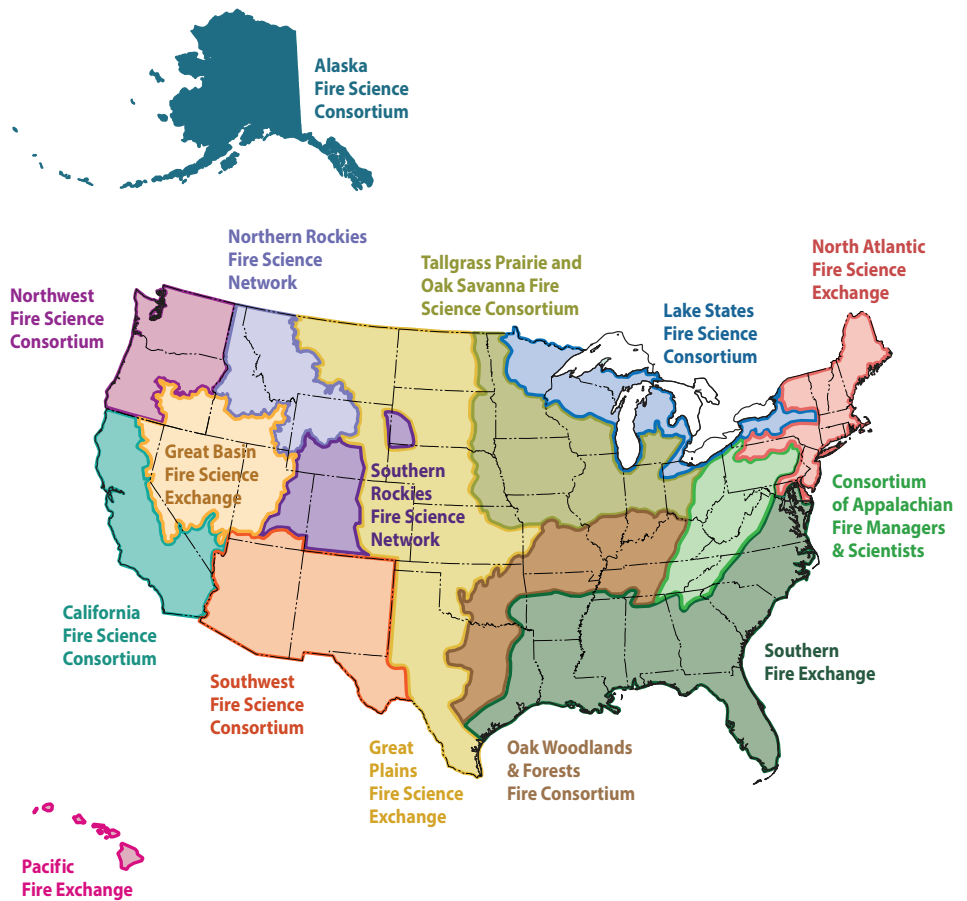 Alaska
Fire Science
Consortium
Northern Rockies
Fire Science
Network
North Atlantic
Fire Science
Exchange
Tallgrass Prairie and
Oak Savanna Fire
Science Consortium
Northwest
Fire Science
Consortium
Lake States
Fire Science
Consortium
Great Basin
Fire Science
Exchange
Southern
Rockies
Fire Science
Network
Consortium
of Appalachian
Fire Managers
& Scientists
California
Fire Science
Consortium
Southern
Fire Exchange
Southwest
Fire Science
Consortium
Great
Plains
Fire Science
Exchange
Oak Woodlands
& Forests
Fire Consortium
Pacific
Fire Exchange